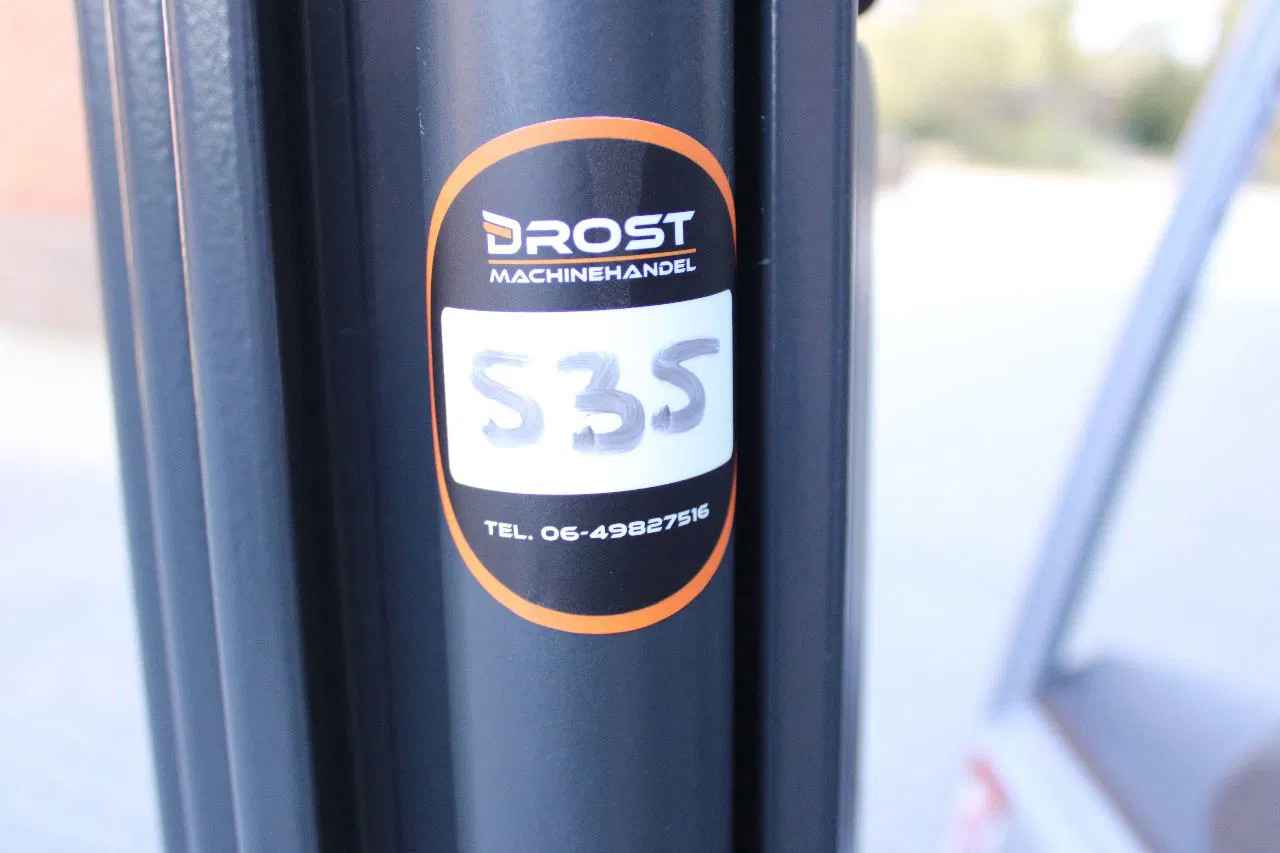 DROST
MACHINEHANDEL
535
TEL. 06-49827516